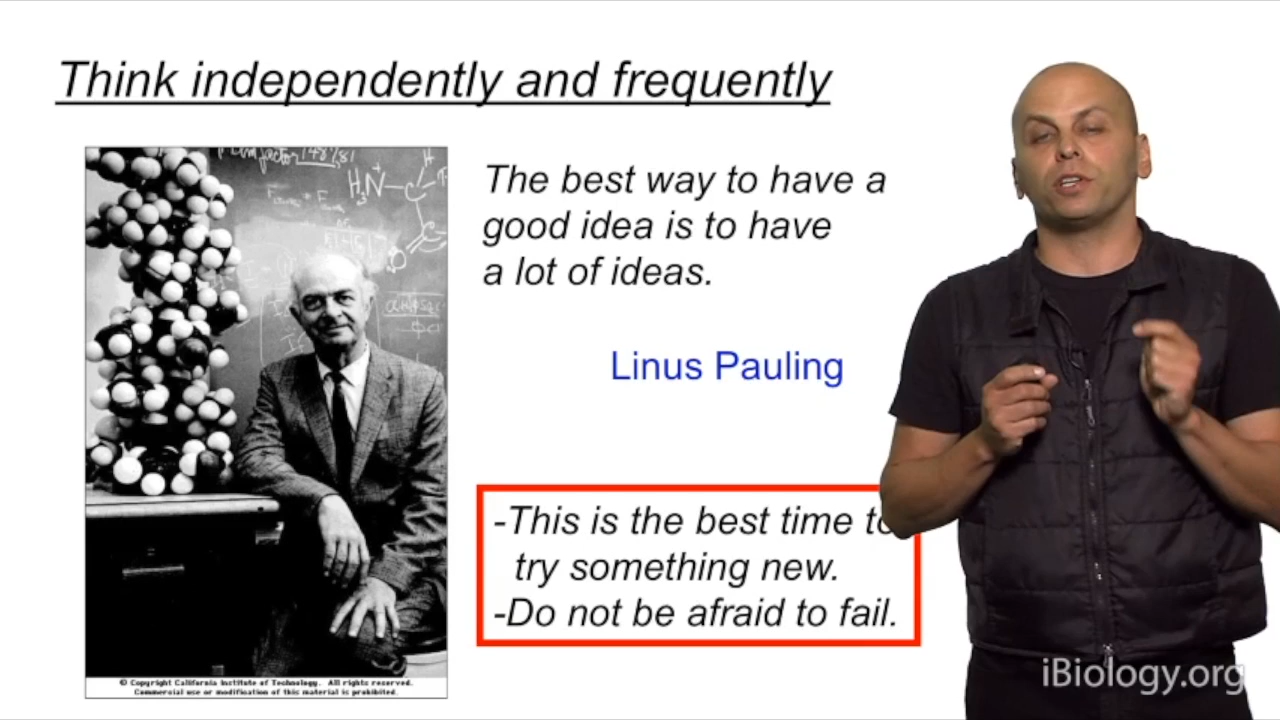 Think independently and frequently
The best way to have a
good idea is to have
a lot of ideas.
Linus Pauling
-This is the best time to
try something new.
-Do not be afraid to fail.
© Copyright California Institute of Technology. All rights reserved.
Commercial use or modification of this material is prohibited.
iBiology.org